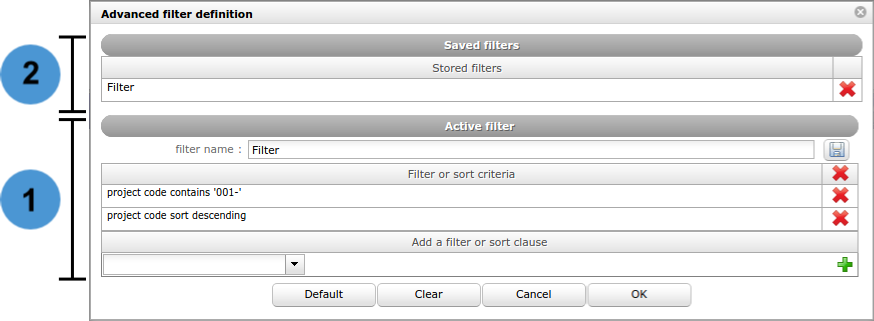 Advanced filter definition
2
Saved filters
Stored filters
Filter
1
Active filter
filter name : Filter
Filter or sort criteria
project code contains '001-'
project code sort descending
Add a filter or sort clause
Default Clear Cancel OK